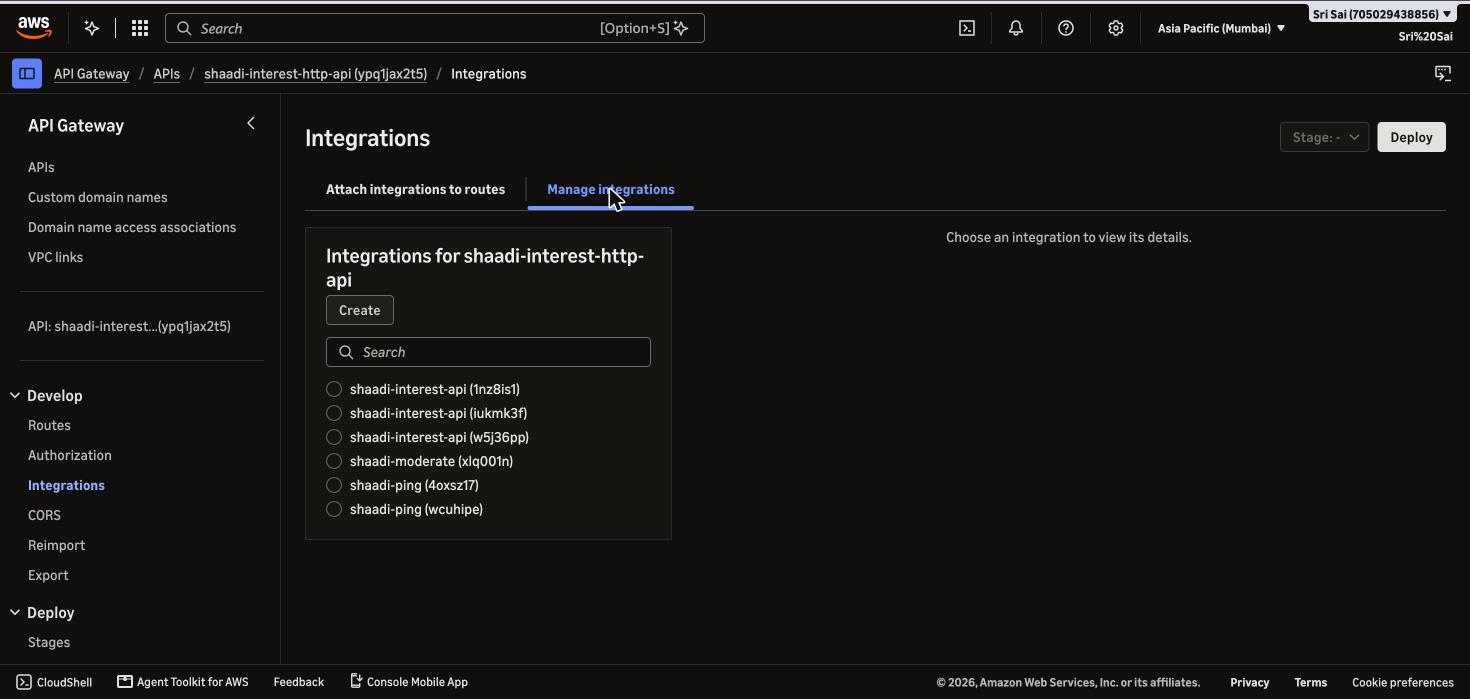 aws
Search
[Option+S]
Asia Pacific (Mumbai)
Sri Sai (705029438856)
Sri%20Sai
API Gateway / APIs / shaadi-interest-http-api (ypq1jax2t5) / Integrations
API Gateway
APIs
Custom domain names
Domain name access associations
VPC links
API: shaadi-interest...(ypq1jax2t5)
Develop
Routes
Authorization
Integrations
CORS
Reimport
Export
Deploy
Stages
Integrations
Stage: -
Deploy
Attach integrations to routes
Manage integrations
Integrations for shaadi-interest-http-
api
Create
Search
shaadi-interest-api (1nz8is1)
shaadi-interest-api (iukmk3f)
shaadi-interest-api (w5j36pp)
shaadi-moderate (xlq001n)
shaadi-ping (4oxsz17)
shaadi-ping (wcuhipe)
Choose an integration to view its details.
CloudShell
Agent Toolkit for AWS
Feedback
Console Mobile App
© 2026, Amazon Web Services, Inc. or its affiliates.
Privacy
Terms
Cookie preferences